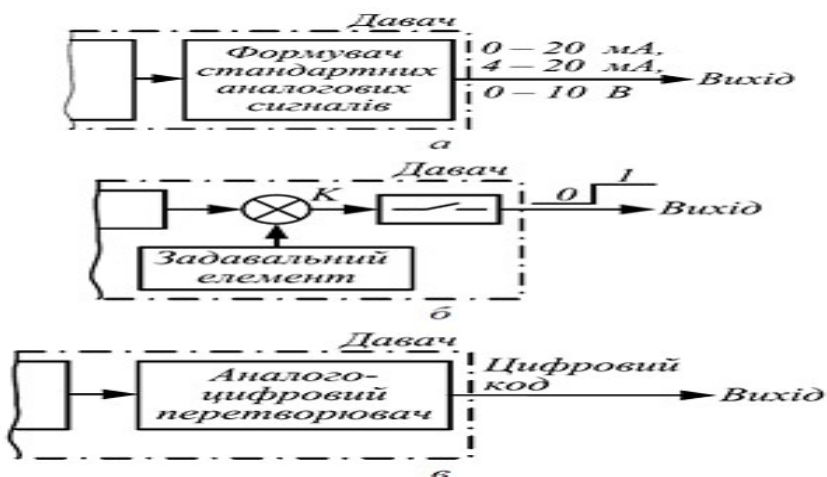 Давач
Формувач
стандартних
аналогових
сигналів
0 – 20 мА,
4 – 20 мА,
0 – 10 В
Вихід
а
Давач
К
0
1
Вихід
Задавальний
елемент
б
Давач
Аналого-
цифровий
перетворювач
Цифровий
код
Вихід
в